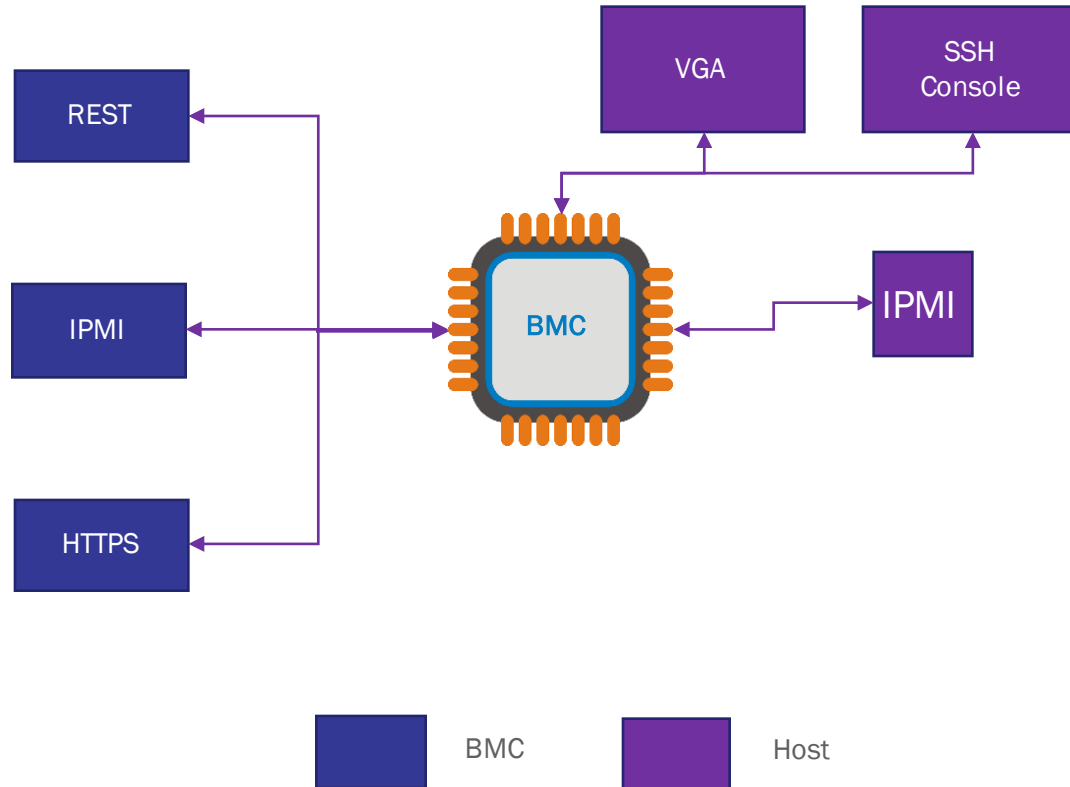 VGA
SSH
Console
REST
IPMI
IPMI
BMC
HTTPS
BMC
Host